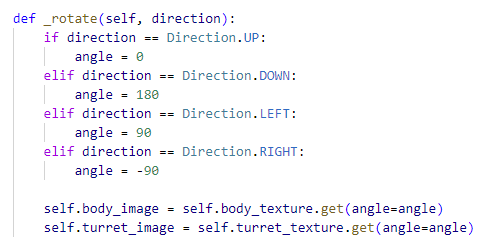 def _rotate(self, direction):
    if direction == Direction.UP:
        angle = 0
    elif direction == Direction.DOWN:
        angle = 180
    elif direction == Direction.LEFT:
        angle = 90
    elif direction == Direction.RIGHT:
        angle = -90

    self.body_image = self.body_texture.get(angle=angle)
    self.turret_image = self.turret_texture.get(angle=angle)